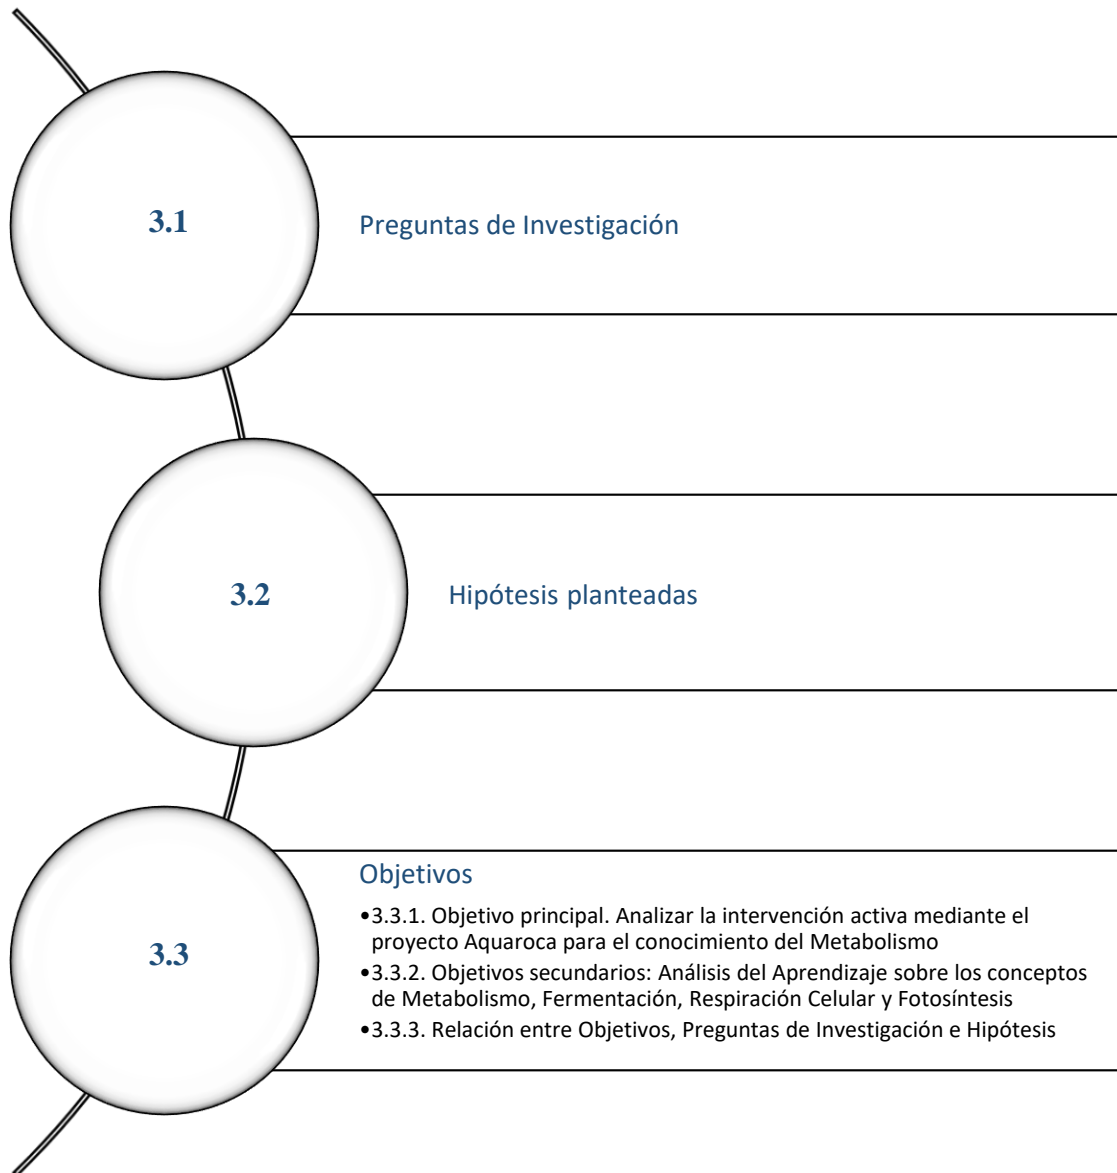 3.1
Preguntas de Investigación
3.2
Hipótesis planteadas
3.3
Objetivos
•3.3.1. Objetivo principal. Analizar la intervención activa mediante el
proyecto Aquaroca para el conocimiento del Metabolismo
•3.3.2. Objetivos secundarios: Análisis del Aprendizaje sobre los conceptos
de Metabolismo, Fermentación, Respiración Celular y Fotosíntesis
•3.3.3. Relación entre Objetivos, Preguntas de Investigación e Hipótesis